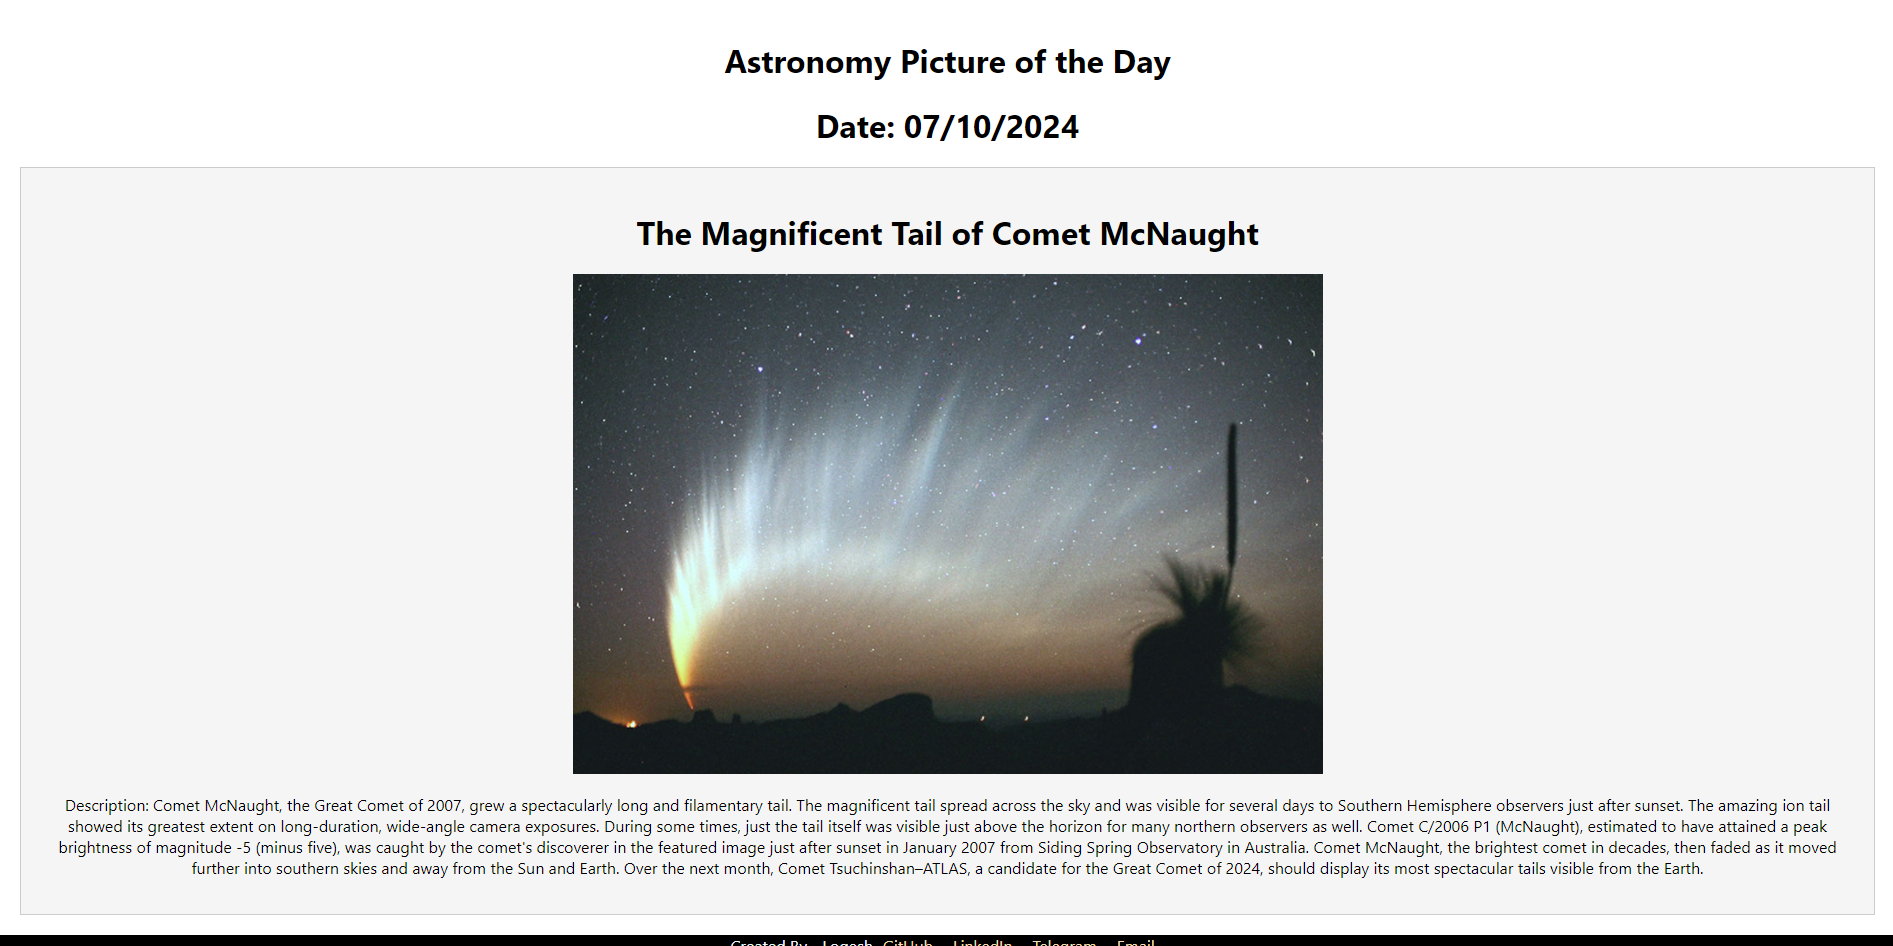 Astronomy Picture of the Day
Date: 07/10/2024
The Magnificent Tail of Comet McNaught
Description: Comet McNaught, the Great Comet of 2007, grew a spectacularly long and filamentary tail. The magnificent tail spread across the sky and was visible for several days to Southern Hemisphere observers just after sunset. The amazing ion tail
showed its greatest extent on long-duration, wide-angle camera exposures. During some times, just the tail itself was visible just above the horizon for many northern observers as well. Comet C/2006 P1 (McNaught), estimated to have attained a peak
brightness of magnitude -5 (minus five), was caught by the comet's discoverer in the featured image just after sunset in January 2007 from Siding Spring Observatory in Australia. Comet McNaught, the brightest comet in decades, then faded as it moved
further into southern skies and away from the Sun and Earth. Over the next month, Comet Tsuchinshan–ATLAS, a candidate for the Great Comet of 2024, should display its most spectacular tails visible from the Earth.
Created By Logesh GitHub LinkedIn Telegram Email